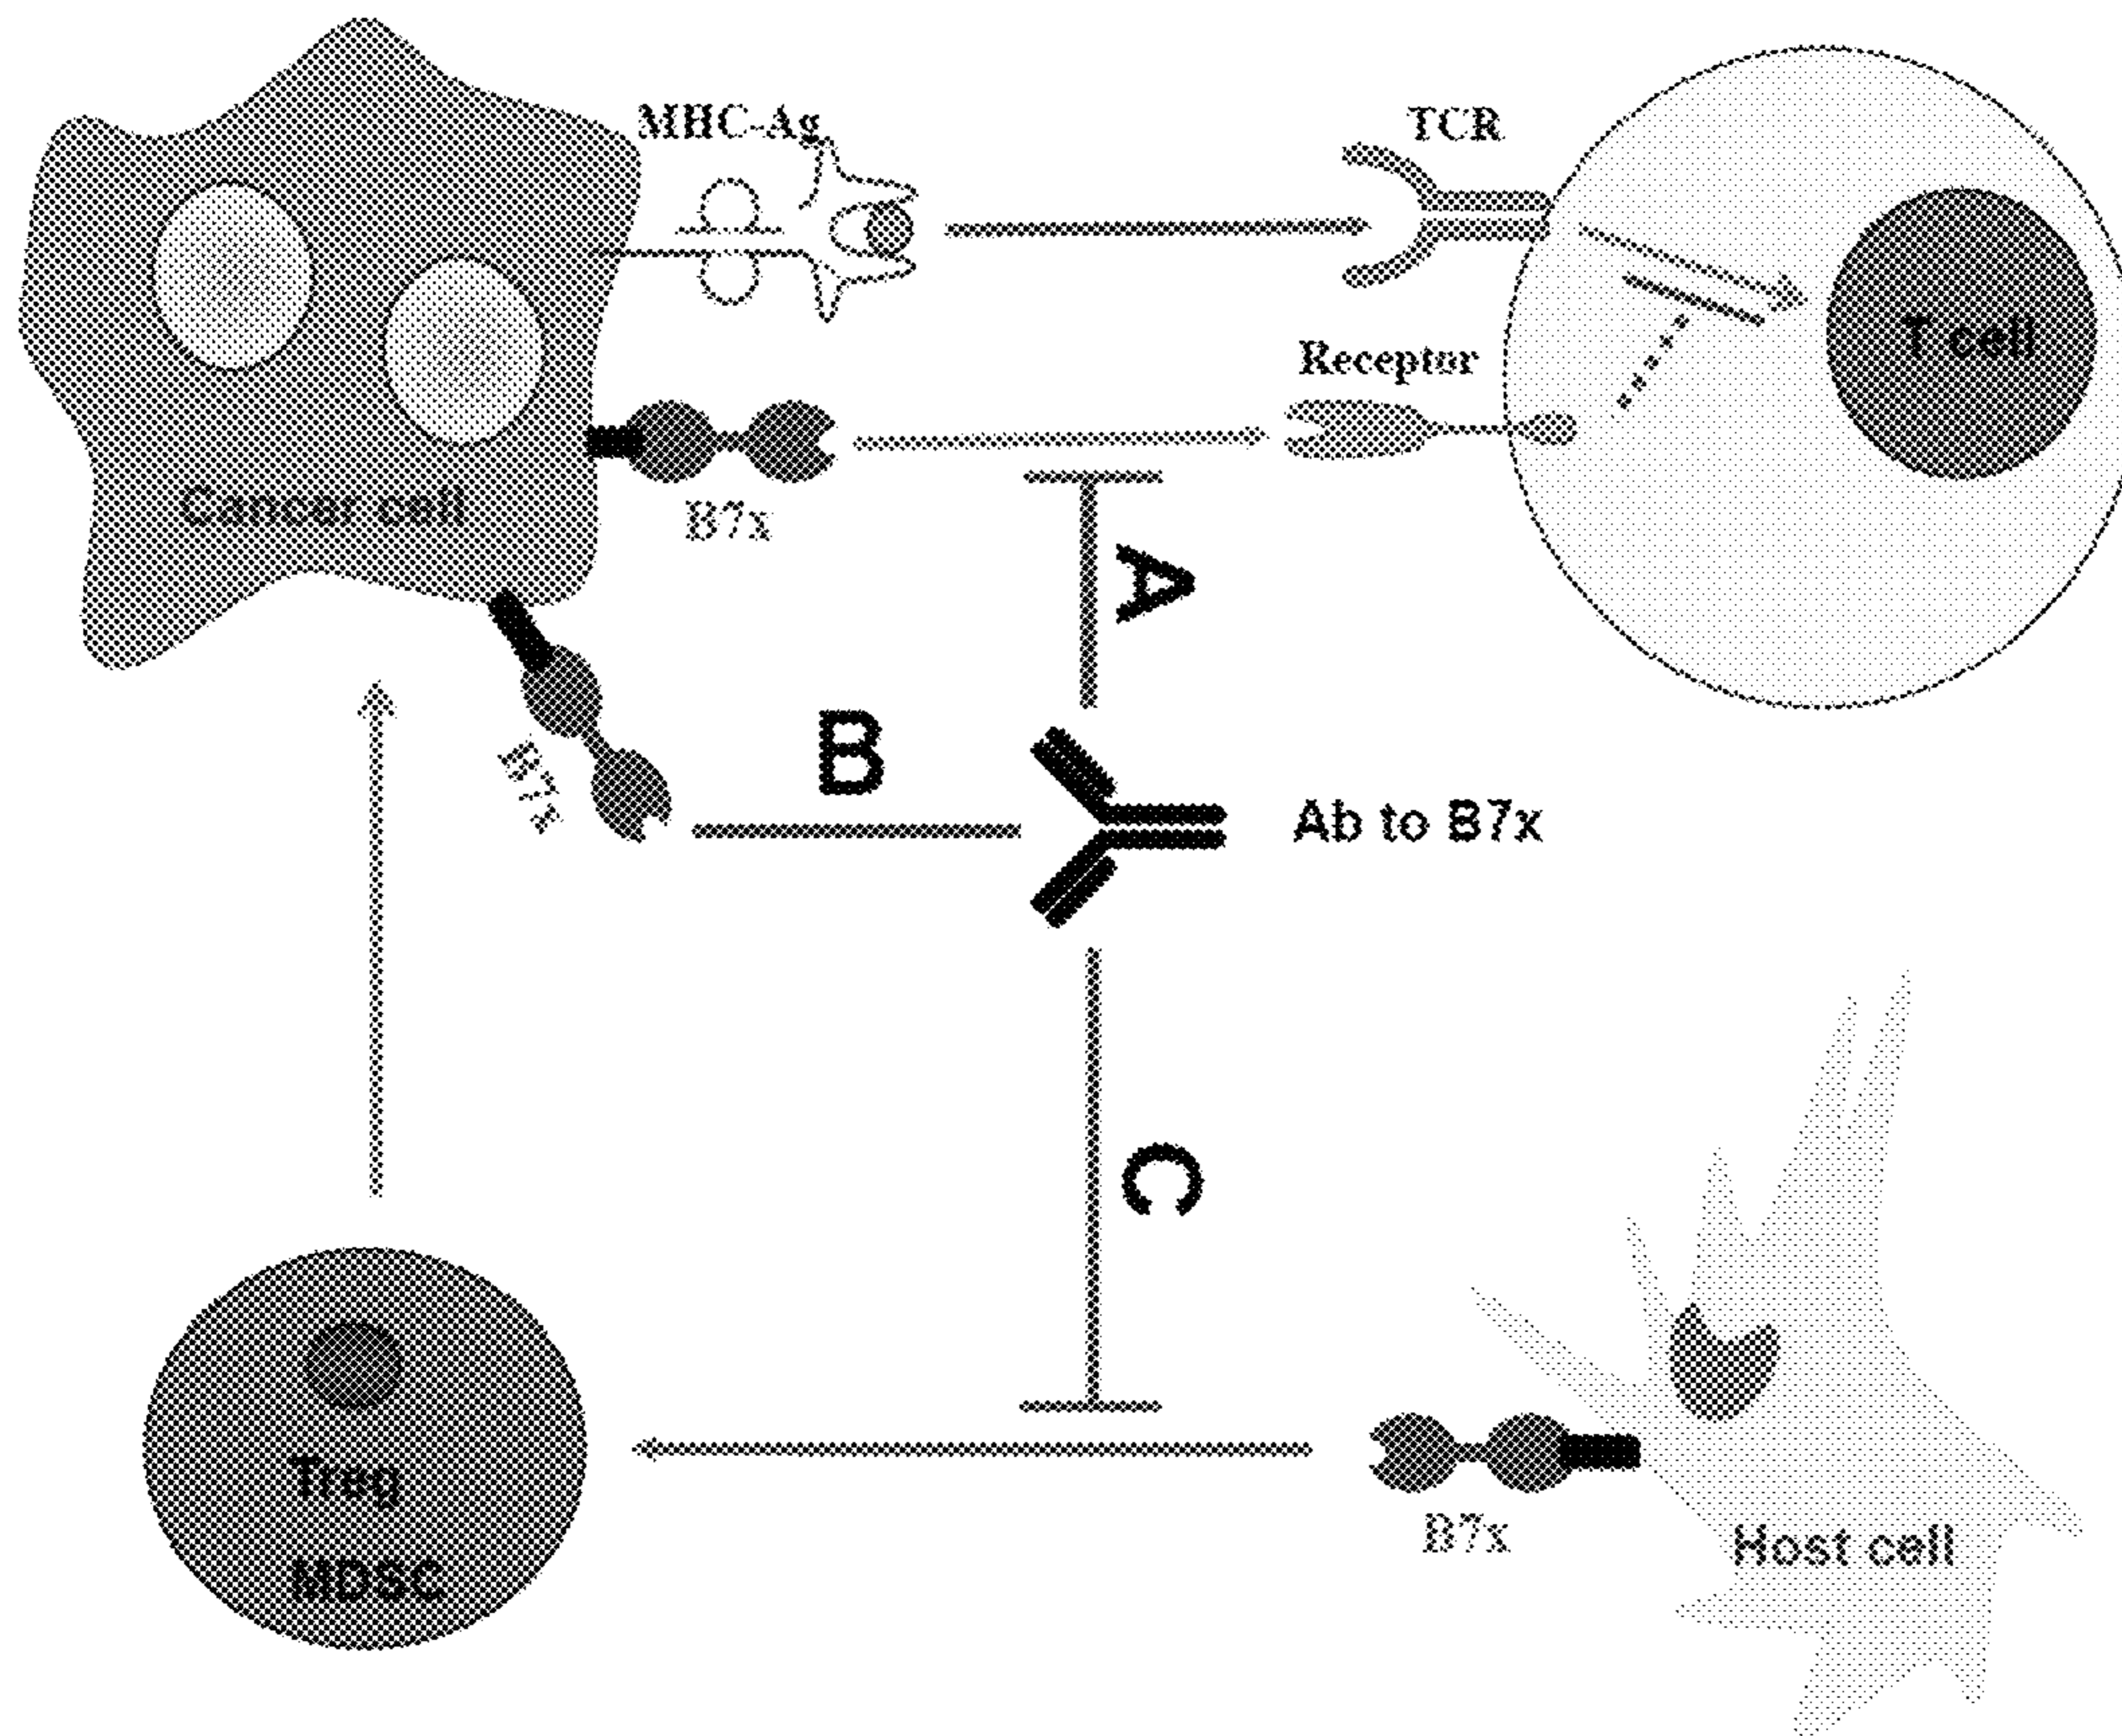 MHC-Ag
TCR
T cell
Receptor
Cancer cell
B7x
A
B7x
B
Ab to B7x
C
Treg
MDSC
B7x
Host cell